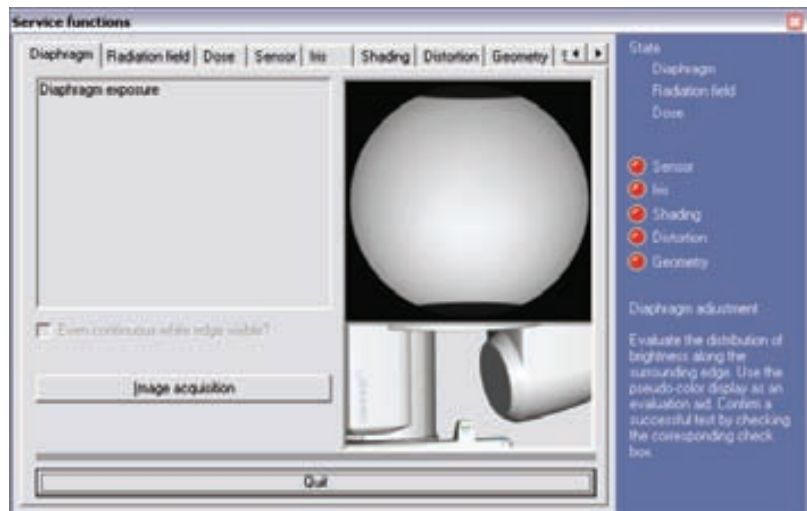 Service functions
Diaphragm
Radiation field
Dose
Sensor
Iris
Shading
Distortion
Geometry
Diaphragm exposure
Even continuous white edge visible?
Image acquisition
Quit
State
Diaphragm
Radiation field
Dose
Sensor
Iris
Shading
Distortion
Geometry
Diaphragm adjustment
Evaluate the distribution of
brightness along the
surrounding edge. Use the
pseudo-color display as an
evaluation aid. Confirm a
successful test by checking
the corresponding check
box.